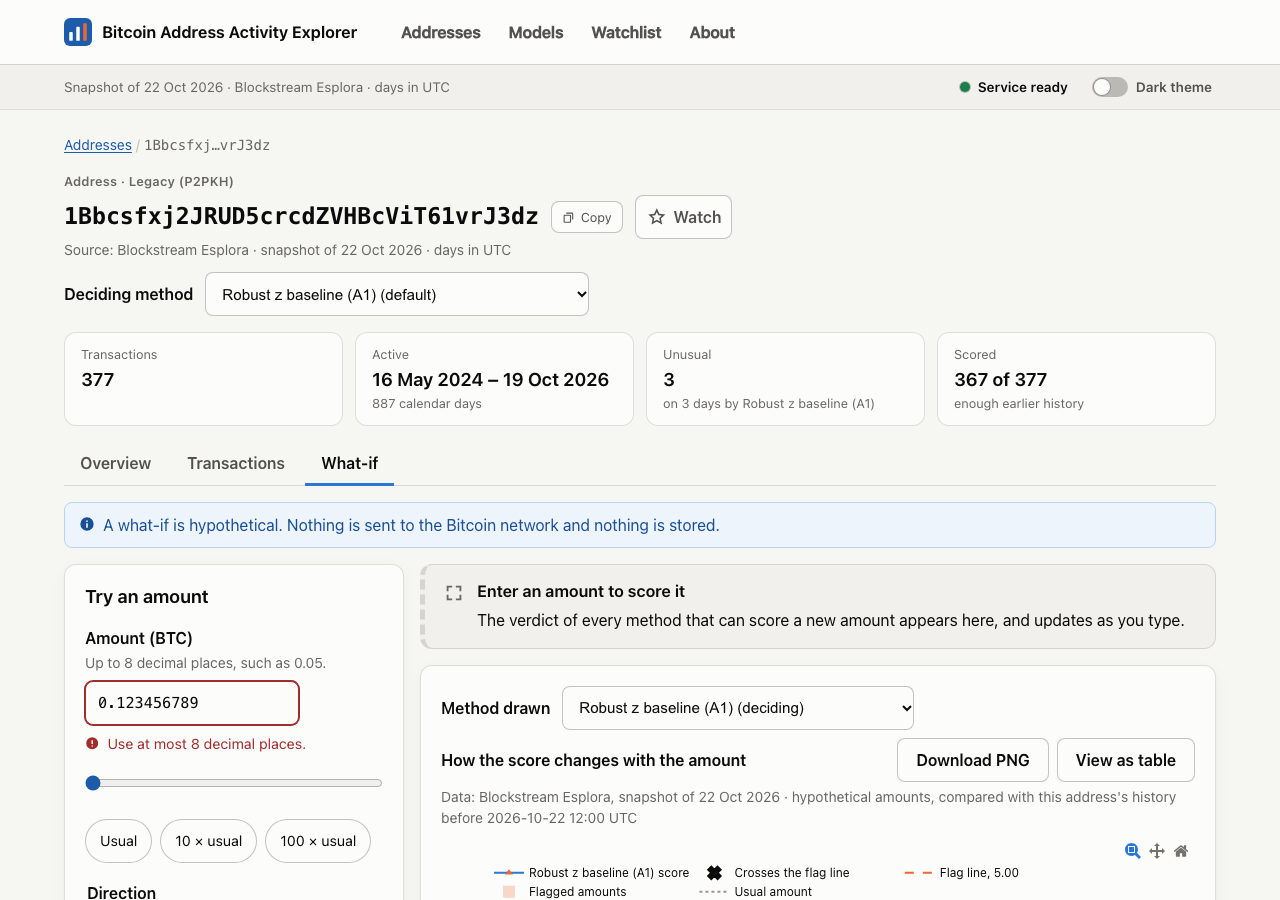 Bitcoin Address Activity Explorer
Addresses
Models
Watchlist
About
Snapshot of 22 Oct 2026 · Blockstream Esplora · days in UTC
Service ready
Dark theme
Addresses / 1Bbcsfxj…vrJ3dz
Address · Legacy (P2PKH)
1Bbcsfxj2JRUD5crcdZVHBcViT61vrJ3dz
Copy
Watch
Source: Blockstream Esplora · snapshot of 22 Oct 2026 · days in UTC
Deciding method
Robust z baseline (A1) (default)
Transactions
377
Active
16 May 2024 – 19 Oct 2026
887 calendar days
Unusual
3
on 3 days by Robust z baseline (A1)
Scored
367 of 377
enough earlier history
Overview
Transactions
What-if
A what-if is hypothetical. Nothing is sent to the Bitcoin network and nothing is stored.
Try an amount
Amount (BTC)
Up to 8 decimal places, such as 0.05.
0.123456789
Use at most 8 decimal places.
Usual
10 × usual
100 × usual
Direction
Enter an amount to score it
The verdict of every method that can score a new amount appears here, and updates as you type.
Method drawn
Robust z baseline (A1) (deciding)
How the score changes with the amount
Download PNG
View as table
Data: Blockstream Esplora, snapshot of 22 Oct 2026 · hypothetical amounts, compared with this address's history
before 2026-10-22 12:00 UTC
Robust z baseline (A1) score
Crosses the flag line
Flag line, 5.00
Flagged amounts
Usual amount